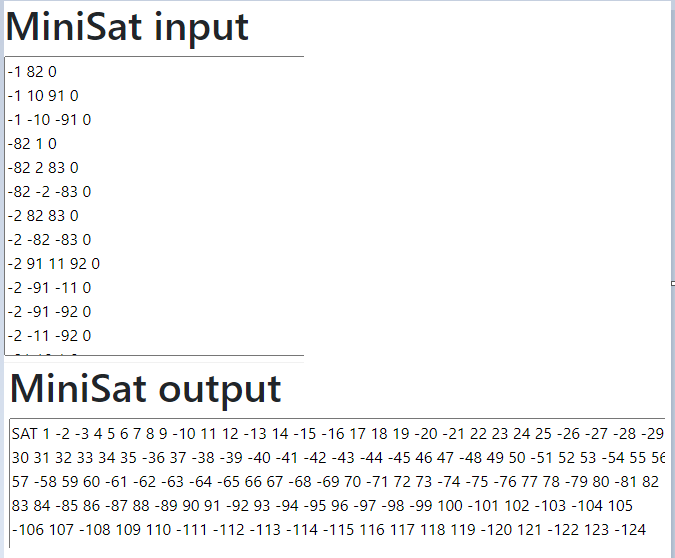 MiniSat input
-1 82 0
-1 10 91 0
-1 -10 -91 0
-82 1 0
-82 2 83 0
-82 -2 -83 0
-2 82 83 0
-2 -82 -83 0
-2 91 11 92 0
-2 -91 -11 0
-2 -91 -92 0
-2 -11 -92 0
MiniSat output
SAT 1 -2 -3 4 5 6 7 8 9 -10 11 12 -13 14 -15 -16 17 18 19 -20 -21 22 23 24 25 -26 -27 -28 -29
30 31 32 33 34 35 -36 37 -38 -39 -40 -41 -42 -43 -44 -45 46 47 -48 49 50 -51 52 53 -54 55 56
57 -58 59 60 -61 -62 -63 -64 -65 66 67 -68 -69 70 -71 72 73 -74 -75 -76 77 78 -79 80 -81 82
83 84 -85 86 -87 88 -89 90 91 -92 93 -94 -95 96 -97 -98 -99 100 -101 102 -103 -104 105
-106 107 -108 109 110 -111 -112 -113 -114 -115 116 117 118 119 -120 121 -122 123 -124